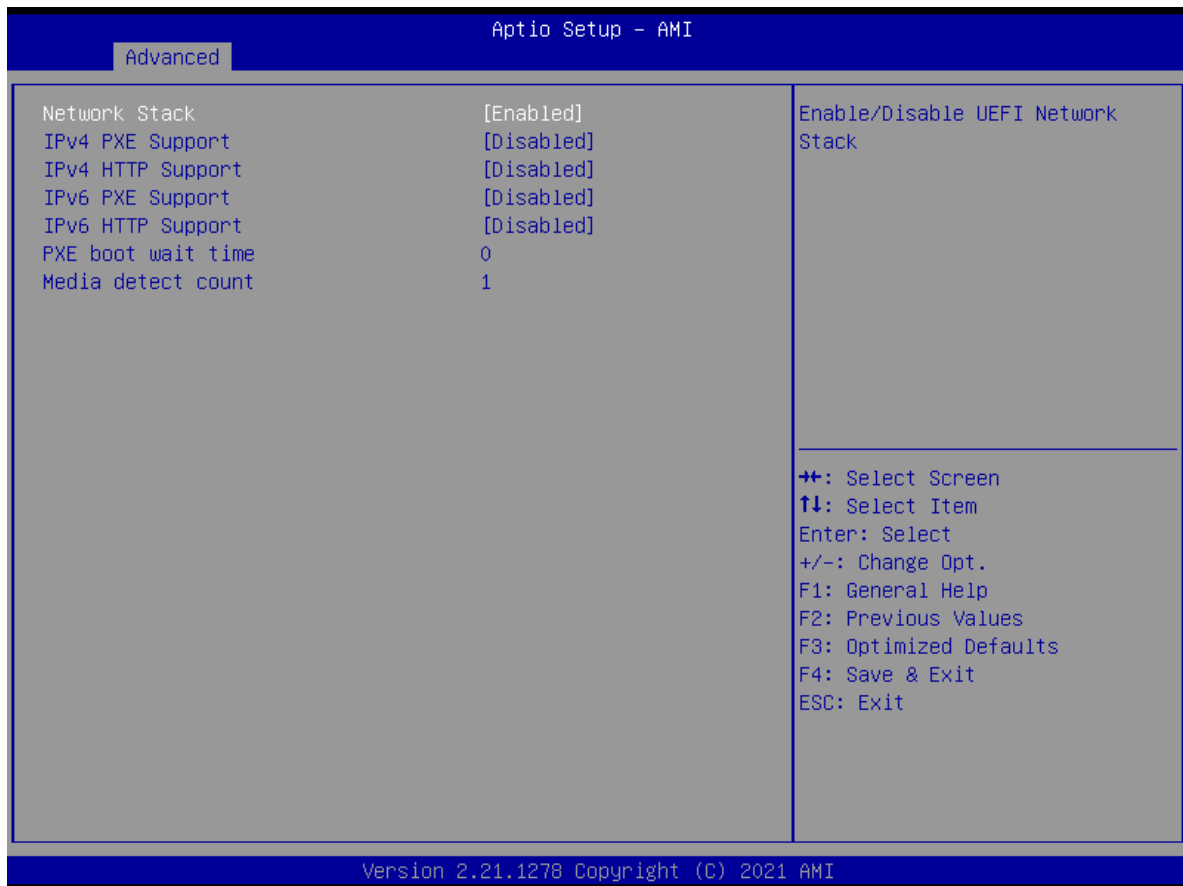 Aptio Setup – AMI
Advanced
Network Stack [Enabled]
IPv4 PXE Support [Disabled]
IPv4 HTTP Support [Disabled]
IPv6 PXE Support [Disabled]
IPv6 HTTP Support [Disabled]
PXE boot wait time 0
Media detect count 1
Enable/Disable UEFI Network
Stack
→←: Select Screen
↑↓: Select Item
Enter: Select
+/-: Change Opt.
F1: General Help
F2: Previous Values
F3: Optimized Defaults
F4: Save & Exit
ESC: Exit
Version 2.21.1278 Copyright (C) 2021 AMI